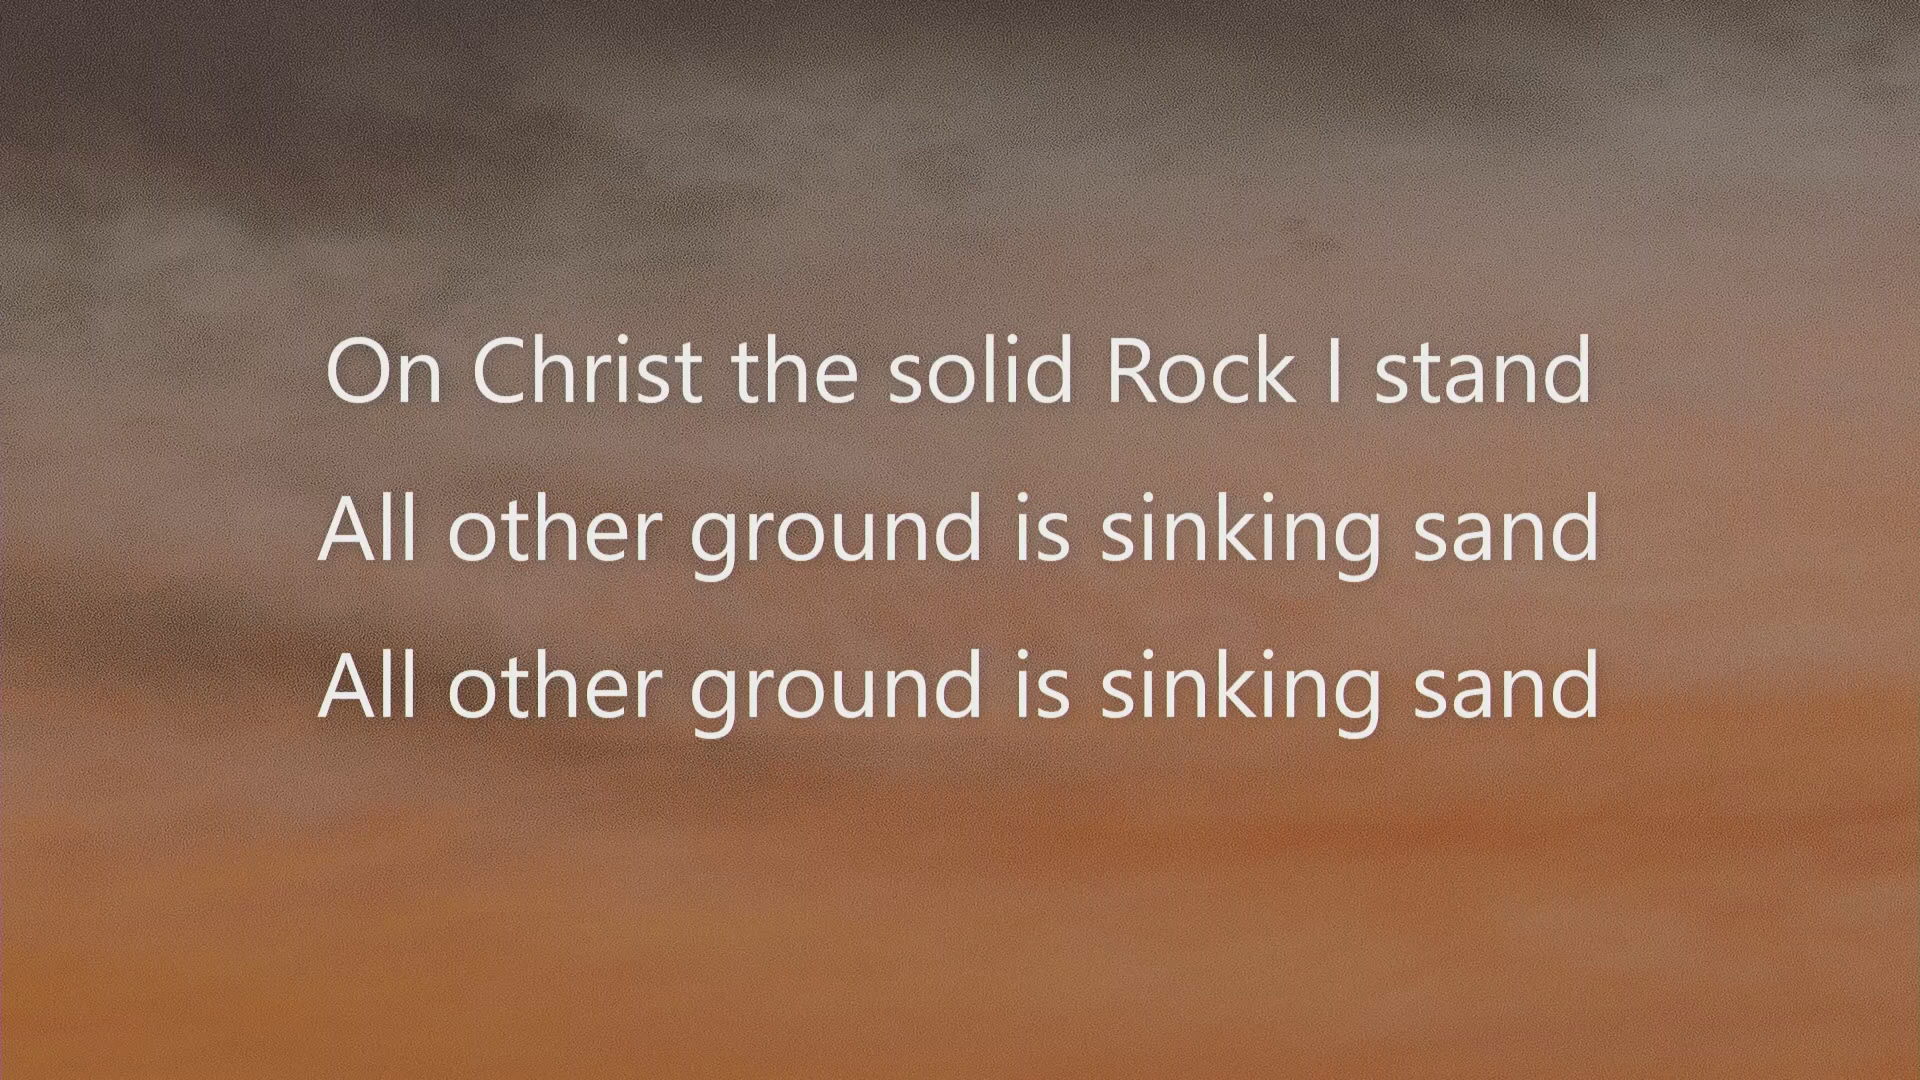 On Christ the solid Rock I stand
All other ground is sinking sand
All other ground is sinking sand